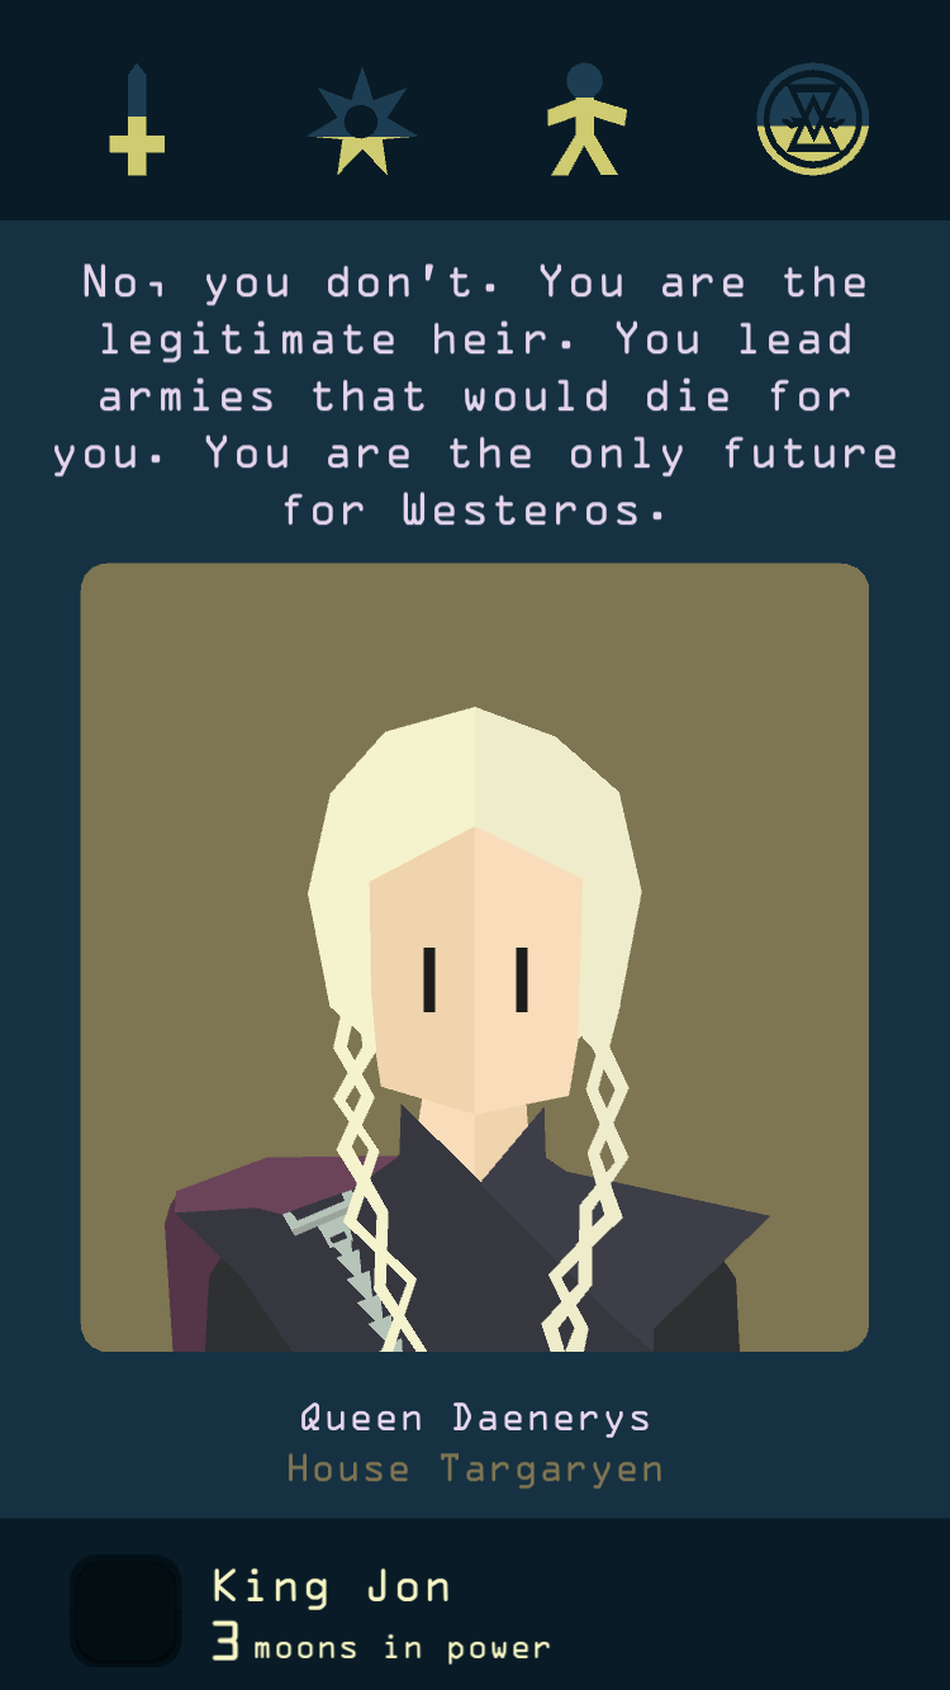 No, you don't. You are the
legitimate heir. You lead
armies that would die for
you. You are the only future
for Westeros.
Queen Daenerys
House Targaryen
King Jon
3 moons in power